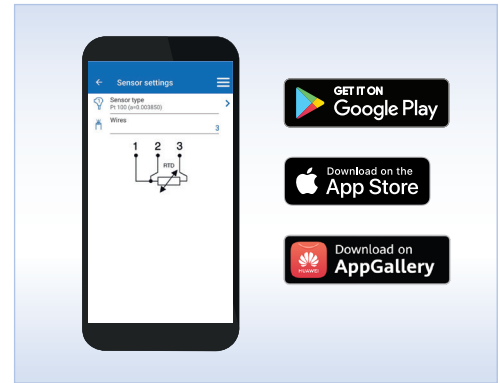 Sensor settings
Sensor type
Pt 100 (a=0.003850)
Wires
3
1 2 3
RTD
GET IT ON
Google Play
Download on the
App Store
HUAWEI
Download on
AppGallery